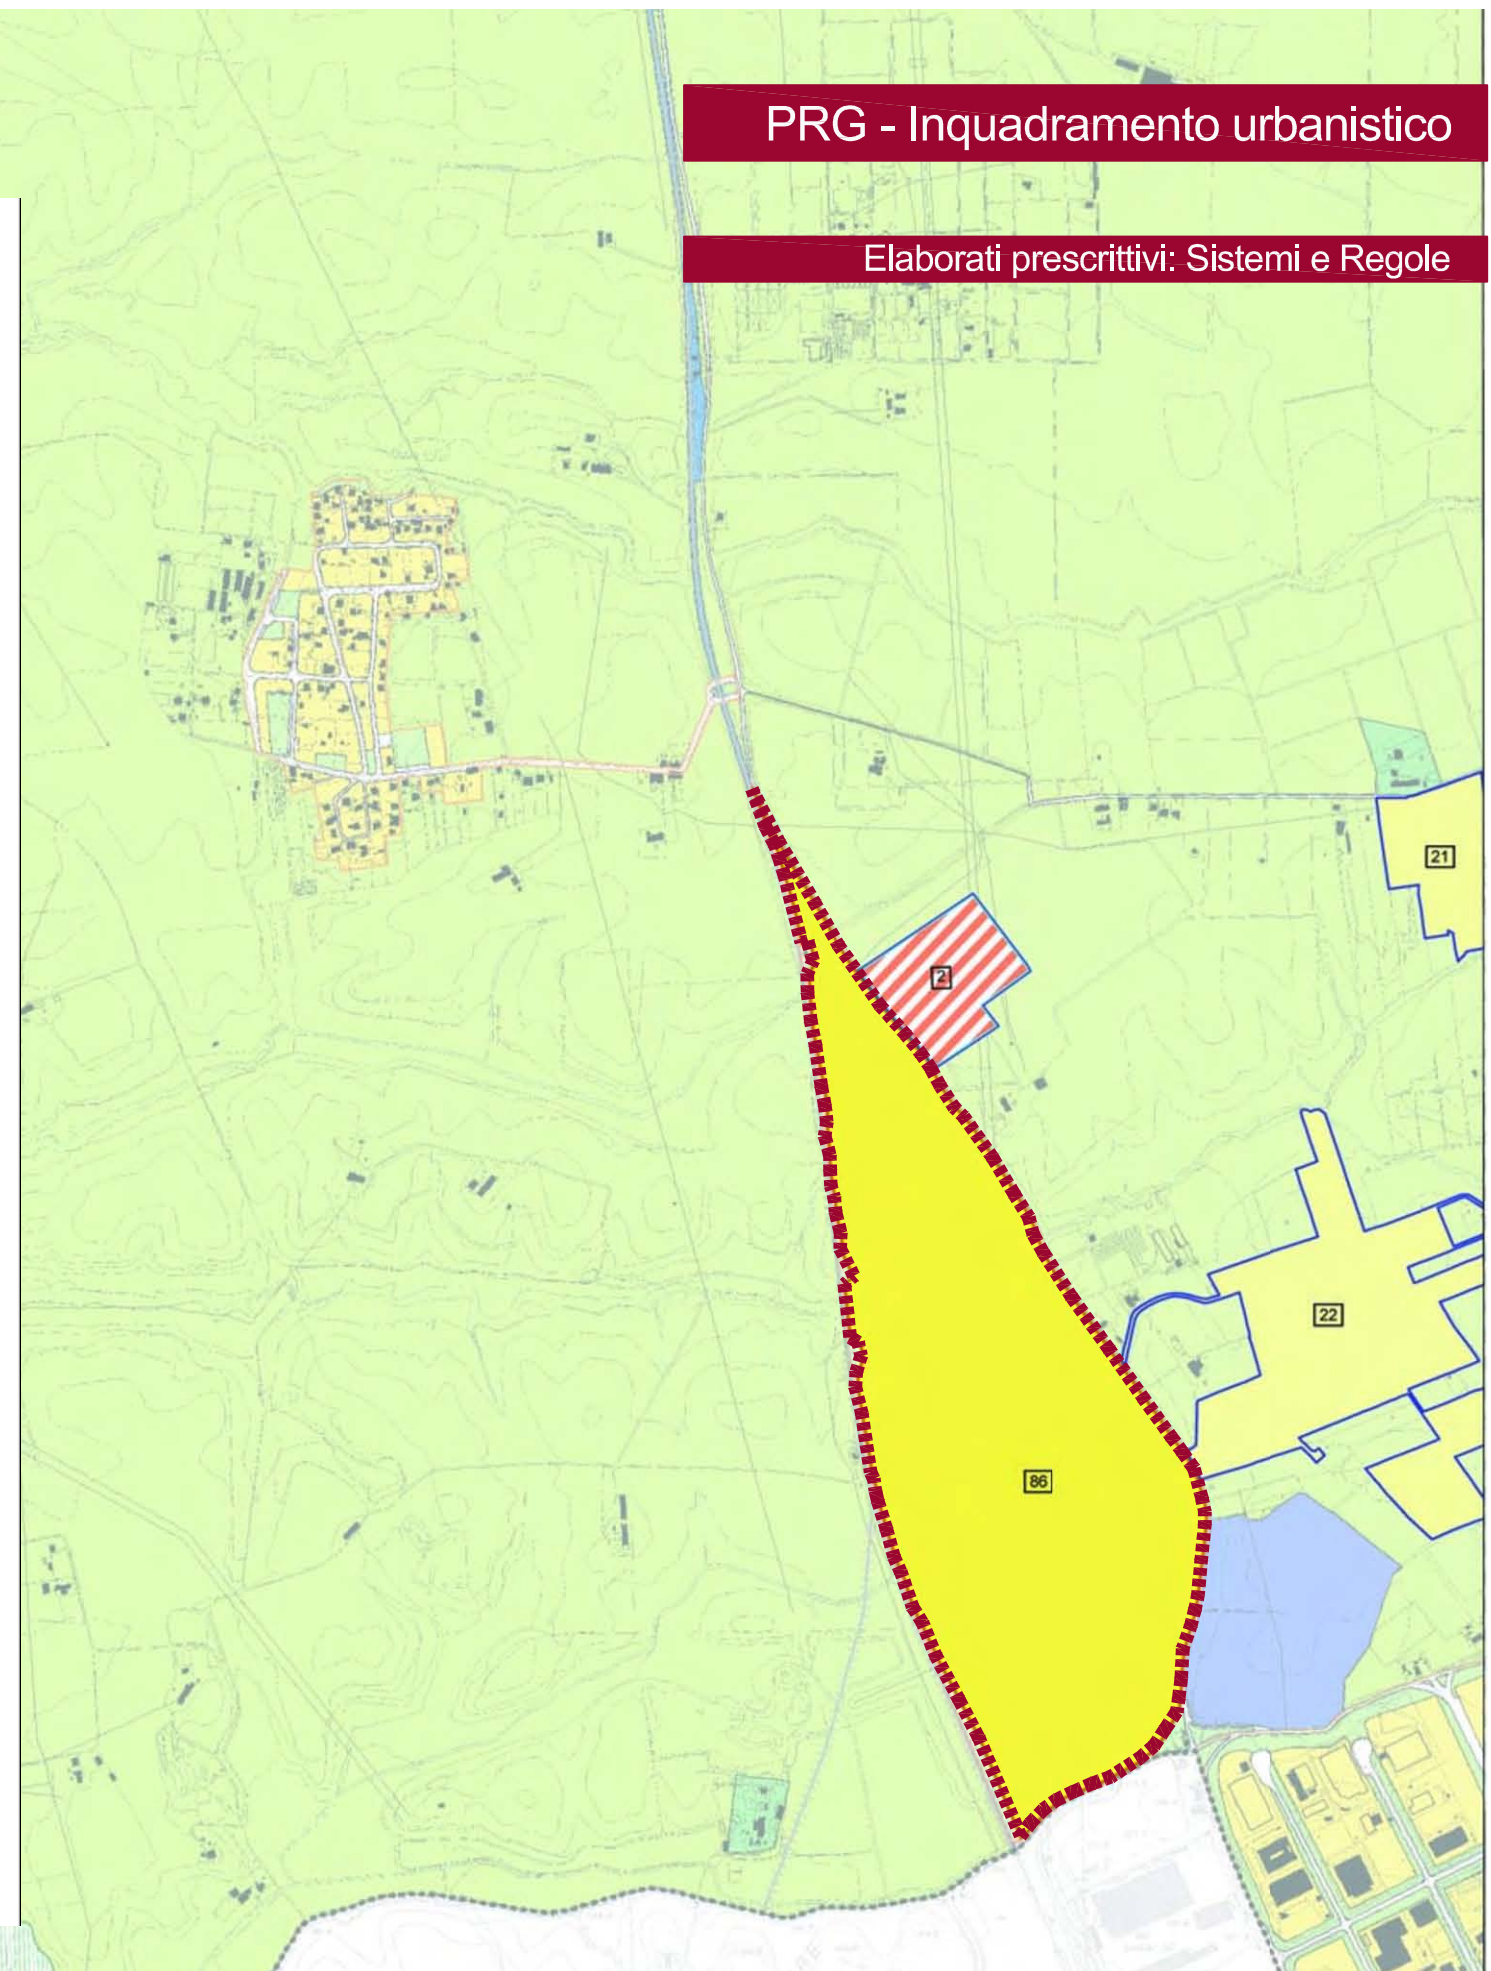 PRG - Inquadramento urbanistico
Elaborati prescrittivi: Sistemi e Regole
21
2
22
86